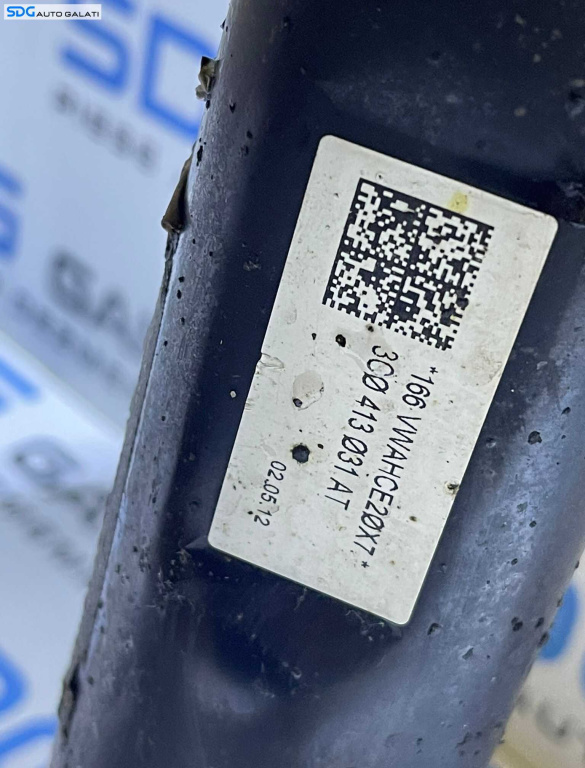 SDG AUTO GALATI
*166 VWAHCE20X7*
3C0 413 031 AT
02.05.12